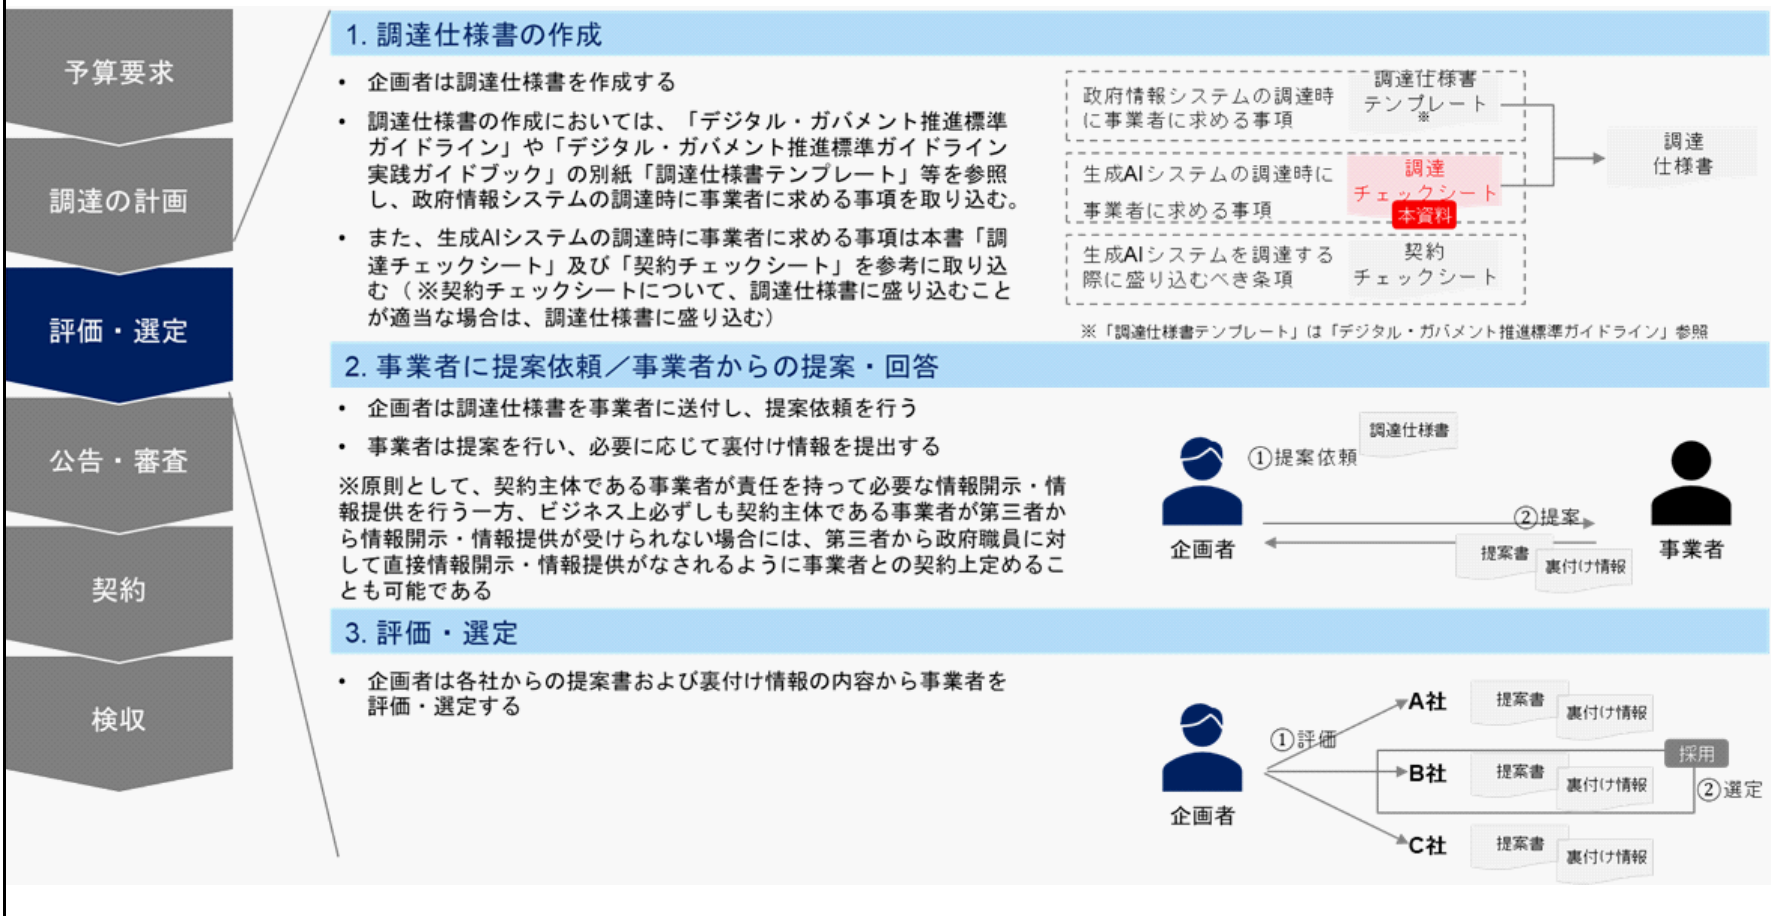 予算要求
調達の計画
評価・選定
公告・審査
契約
検収
1. 調達仕様書の作成
• 企画者は調達仕様書を作成する
• 調達仕様書の作成においては、「デジタル・ガバメント推進標準
ガイドライン」や「デジタル・ガバメント推進標準ガイドライン
実践ガイドブック」の別紙「調達仕様書テンプレート」等を参照
し、政府情報システムの調達時に事業者に求める事項を取り込む。
• また、生成AIシステムの調達時に事業者に求める事項は本書「調
達チェックシート」及び「契約チェックシート」を参考に取り込
む（ ※契約チェックシートについて、調達仕様書に盛り込むこと
が適当な場合は、調達仕様書に盛り込む）
政府情報システムの調達時
に事業者に求める事項
調達仕様書
テンプレート
※
生成AIシステムの調達時に
事業者に求める事項
調達
チェックシート
本資料
生成AIシステムを調達する
際に盛り込むべき条項
契約
チェックシート
調達
仕様書
※「調達仕様書テンプレート」は「デジタル・ガバメント推進標準ガイドライン」参照
2. 事業者に提案依頼／事業者からの提案・回答
• 企画者は調達仕様書を事業者に送付し、提案依頼を行う
• 事業者は提案を行い、必要に応じて裏付け情報を提出する
※原則として、契約主体である事業者が責任を持って必要な情報開示・情
報提供を行う一方、ビジネス上必ずしも契約主体である事業者が第三者か
ら情報開示・情報提供が受けられない場合には、第三者から政府職員に対
して直接情報開示・情報提供がなされるように事業者との契約上定めるこ
とも可能である
調達仕様書
①提案依頼
②提案
提案書
裏付け情報
企画者
事業者
3. 評価・選定
• 企画者は各社からの提案書および裏付け情報の内容から事業者を
評価・選定する
企画者
①評価
A社
提案書
裏付け情報
採用
B社
提案書
裏付け情報
②選定
C社
提案書
裏付け情報